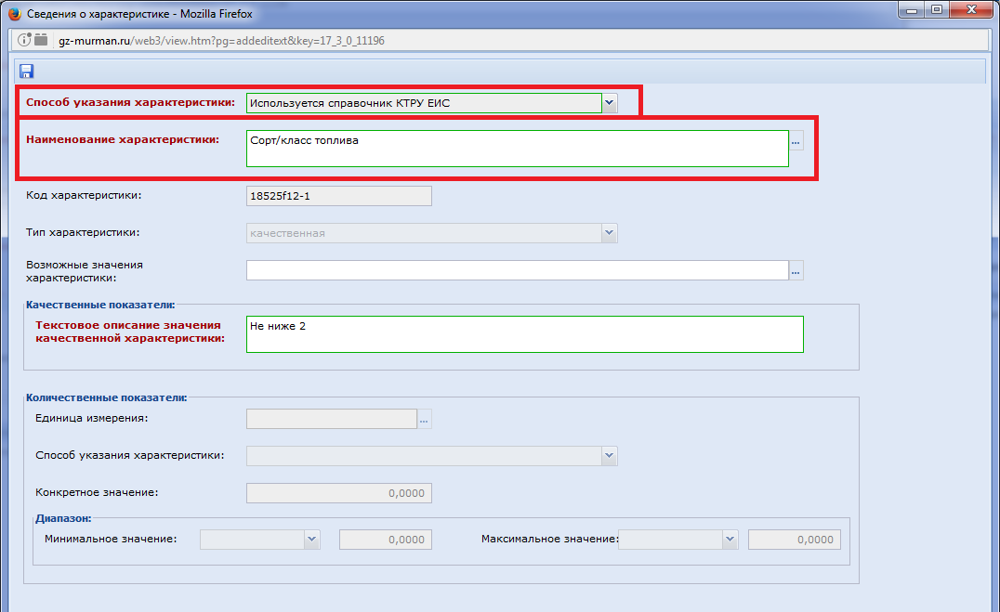 Сведения о характеристике - Mozilla Firefox
gz-murman.ru/web3/view.htm?pg=addeditext&key=17_3_0_11196
Способ указания характеристики: Используется справочник КТРУ ЕИС
Наименование характеристики: Сорт/класс топлива ...
Код характеристики: 18525f12-1
Тип характеристики: качественная
Возможные значения
характеристики: ...
Качественные показатели:
Текстовое описание значения
качественной характеристики: Не ниже 2
Количественные показатели:
Единица измерения: ...
Способ указания характеристики:
Конкретное значение: 0,0000
Диапазон:
Минимальное значение: 0,0000 Максимальное значение: 0,0000